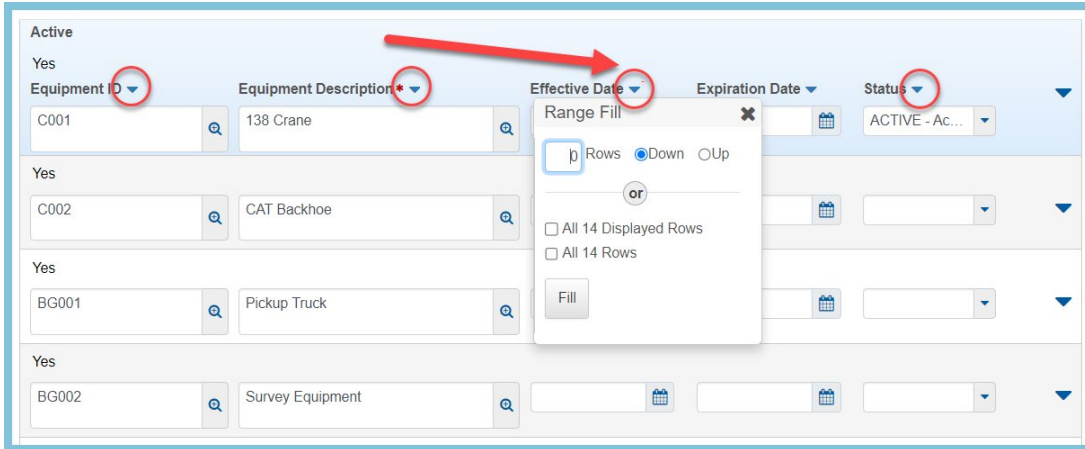 Active
Yes
Equipment ID Equipment Description* Effective Date Expiration Date Status
C001 138 Crane ACTIVE - Ac...
Range Fill
0 Rows Down Up
or
All 14 Displayed Rows
All 14 Rows
Fill
Yes
C002 CAT Backhoe
Yes
BG001 Pickup Truck
Yes
BG002 Survey Equipment